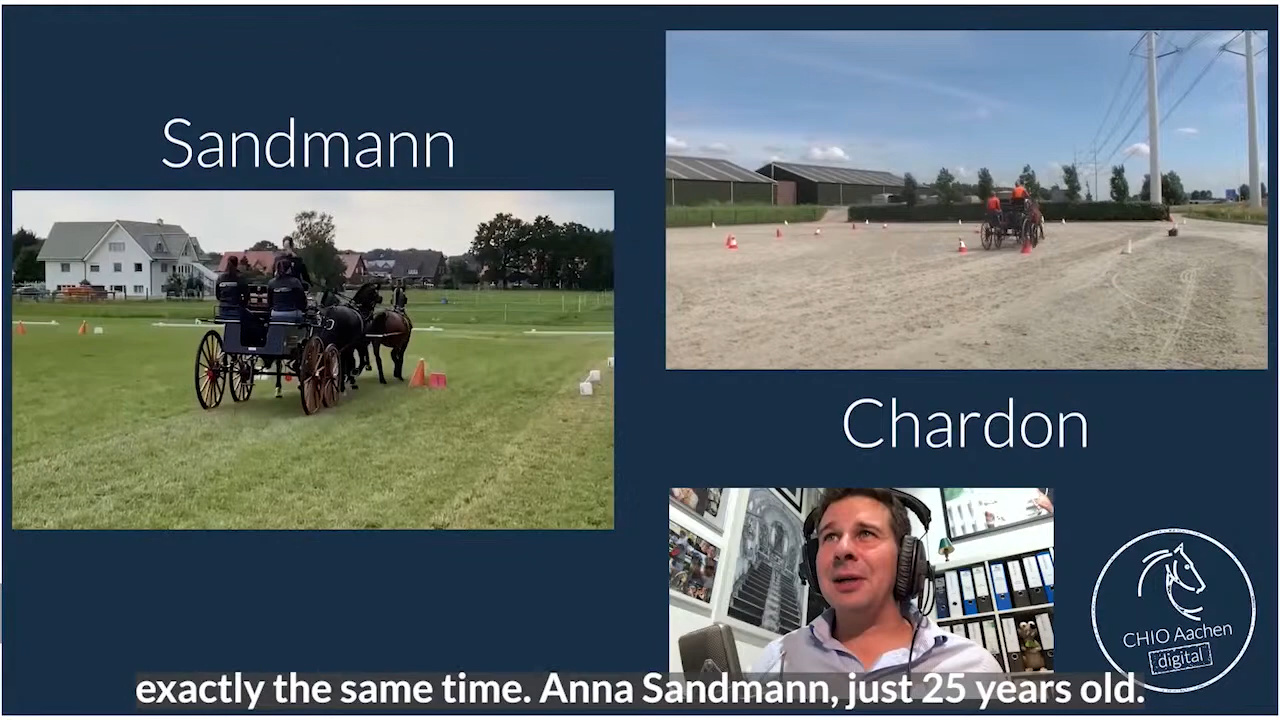 Sandmann
Chardon
CHIO Aachen
digital
exactly the same time. Anna Sandmann, just 25 years old.